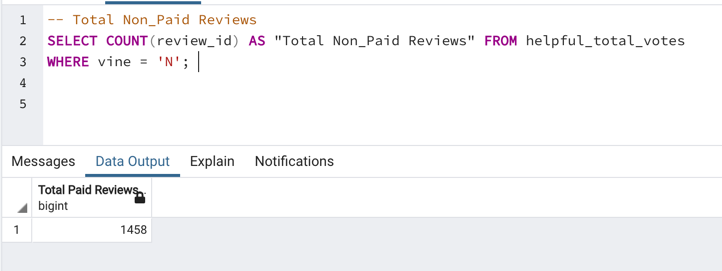 1 -- Total Non_Paid Reviews
2 SELECT COUNT(review_id) AS "Total Non_Paid Reviews" FROM helpful_total_votes
3 WHERE vine = 'N';
4
5
Messages Data Output Explain Notifications
Total Paid Reviews..
bigint
1 1458